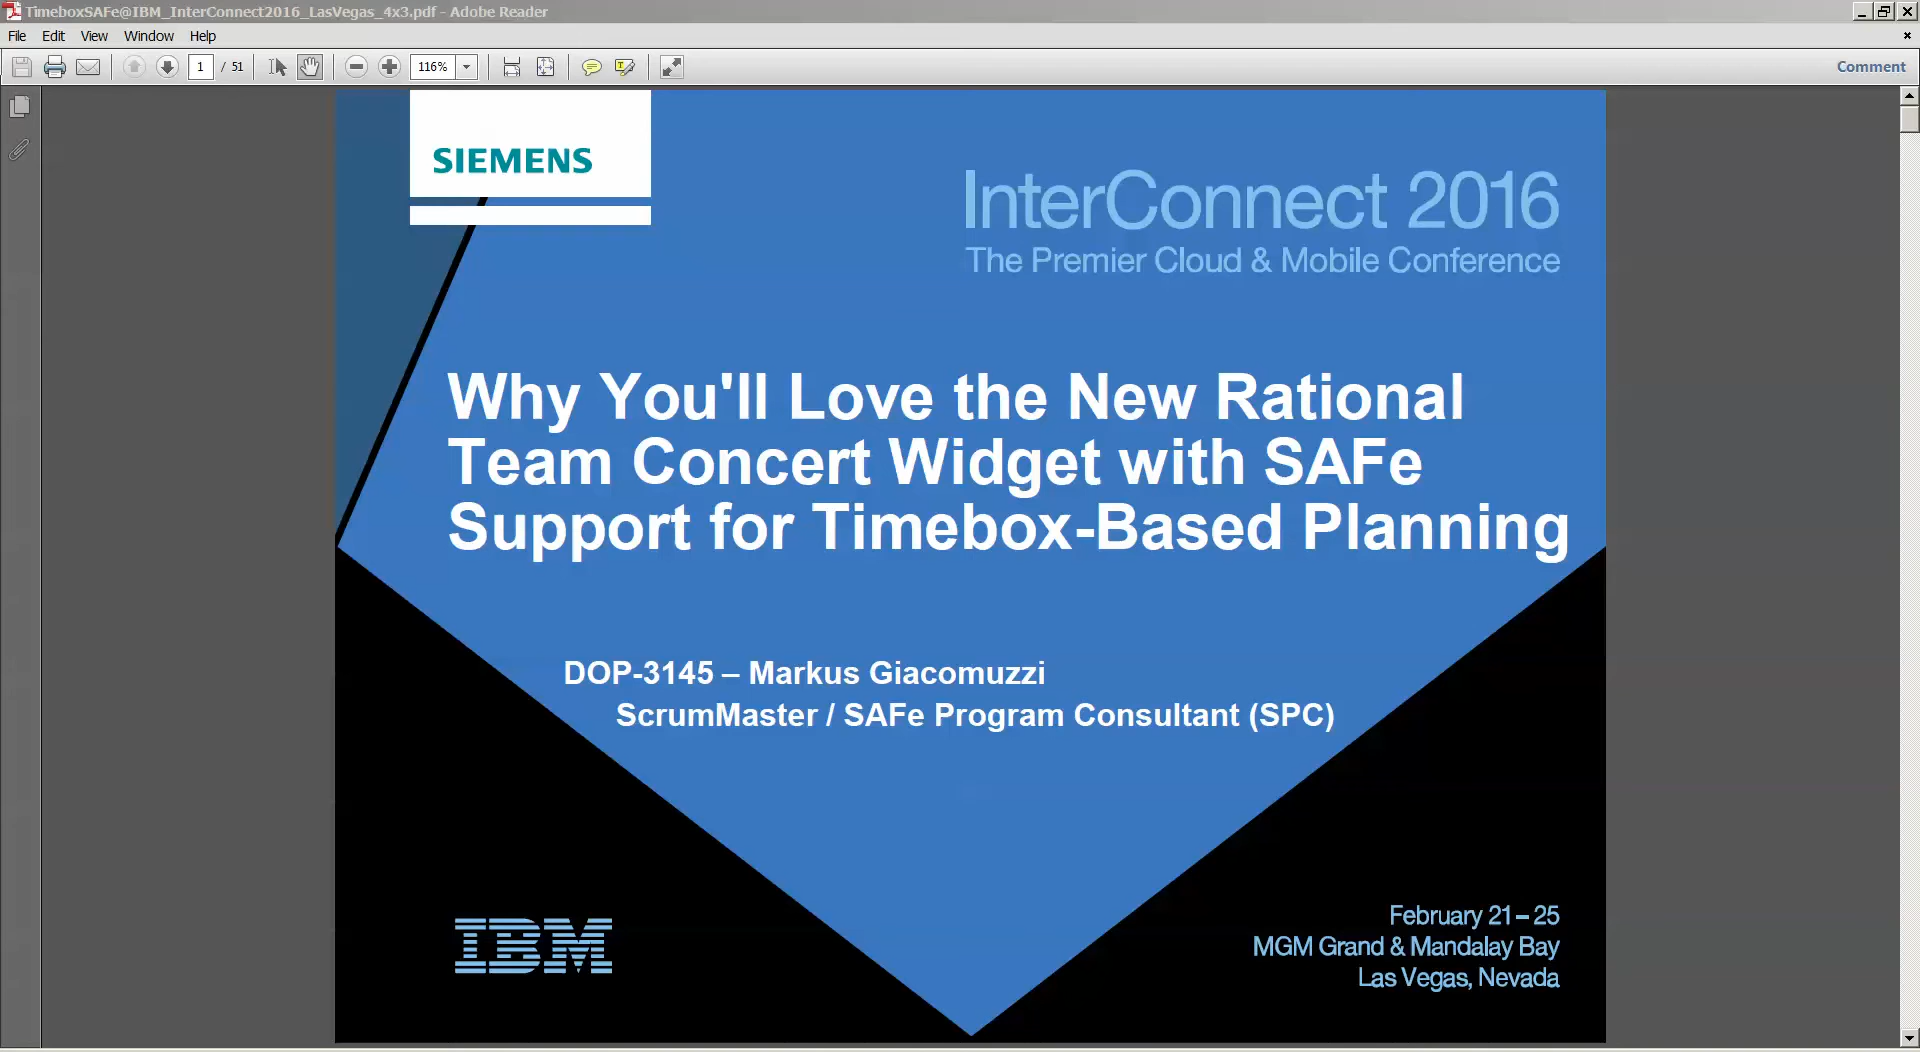 TimeboxSAFe@IBM_InterConnect2016_LasVegas_4x3.pdf - Adobe Reader
File Edit View Window Help
1 / 51 116% Comment
SIEMENS
InterConnect 2016
The Premier Cloud & Mobile Conference
Why You'll Love the New Rational
Team Concert Widget with SAFe
Support for Timebox-Based Planning
DOP-3145 – Markus Giacomuzzi
ScrumMaster / SAFe Program Consultant (SPC)
IBM
February 21 – 25
MGM Grand & Mandalay Bay
Las Vegas, Nevada